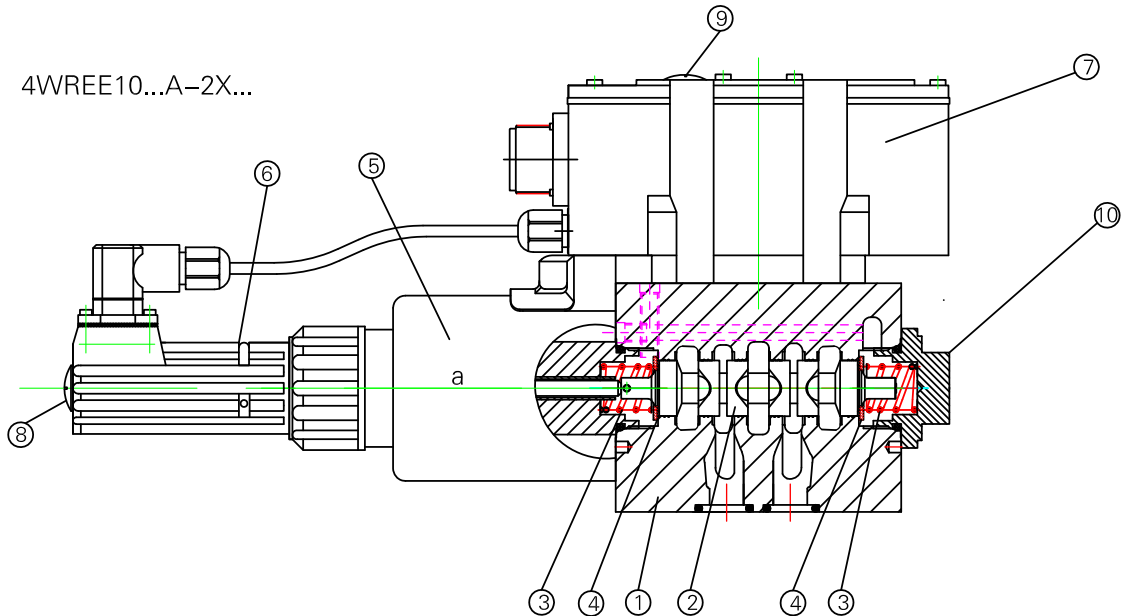 ⑨
4WREE10...A–2X...
⑦
⑤
⑥
⑩
a
⑧
③ ④ ① ② ④ ③